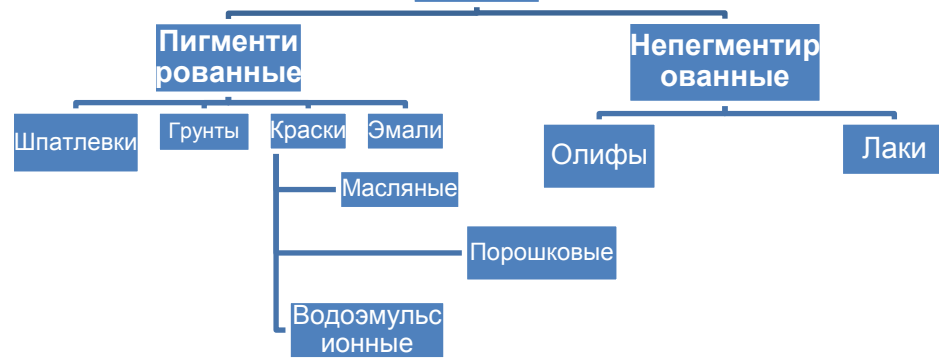 Пигменти
рованные
Непегментир
ованные
Шпатлевки
Грунты
Краски
Эмали
Олифы
Лаки
Масляные
Порошковые
Водоэмульс
ионные